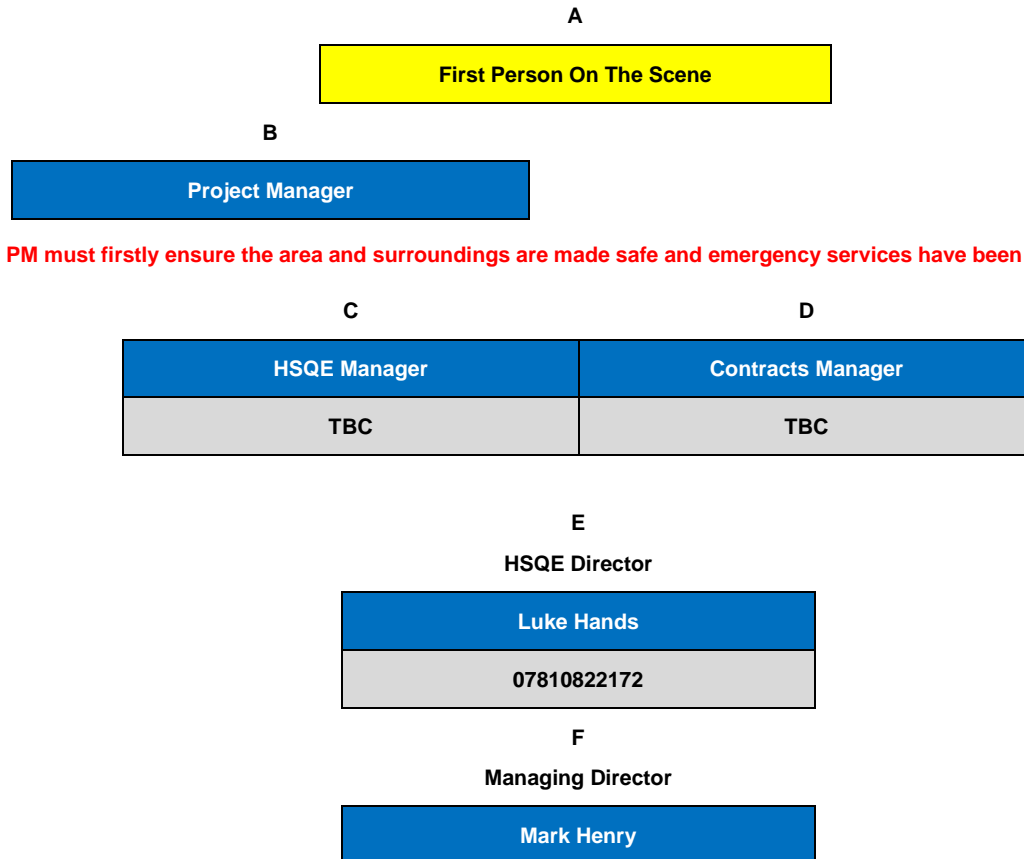 A
First Person On The Scene
B
Project Manager
PM must firstly ensure the area and surroundings are made safe and emergency services have been
C D
HSQE Manager Contracts Manager
TBC TBC
E
HSQE Director
Luke Hands
07810822172
F
Managing Director
Mark Henry